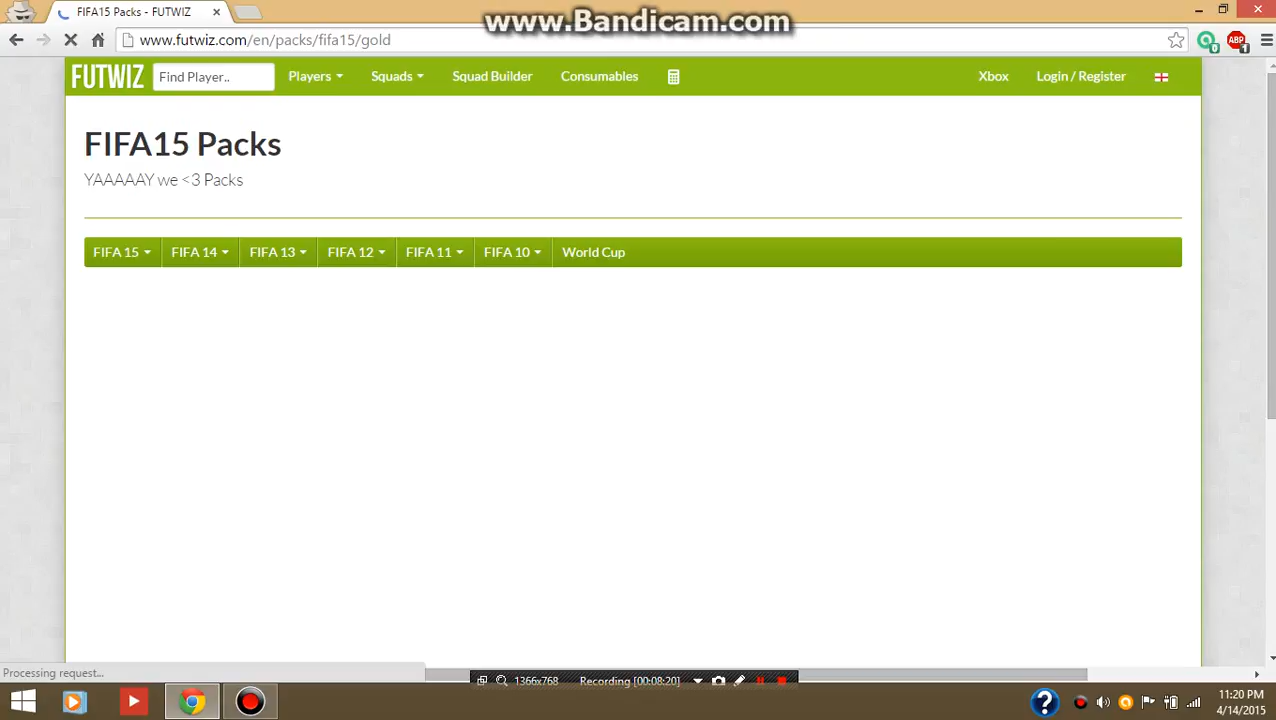 FIFA15 Packs - FUTWIZ
www.Bandicam.com
www.futwiz.com/en/packs/fifa15/gold
0
ABP
1
FUTWIZ
Find Player..
Players
Squads
Squad Builder
Consumables
Xbox
Login / Register
FIFA15 Packs
YAAAAAY we <3 Packs
FIFA 15
FIFA 14
FIFA 13
FIFA 12
FIFA 11
FIFA 10
World Cup
Processing request...
1366x768
Recording [00:08:20]
?
11:20 PM
4/14/2015